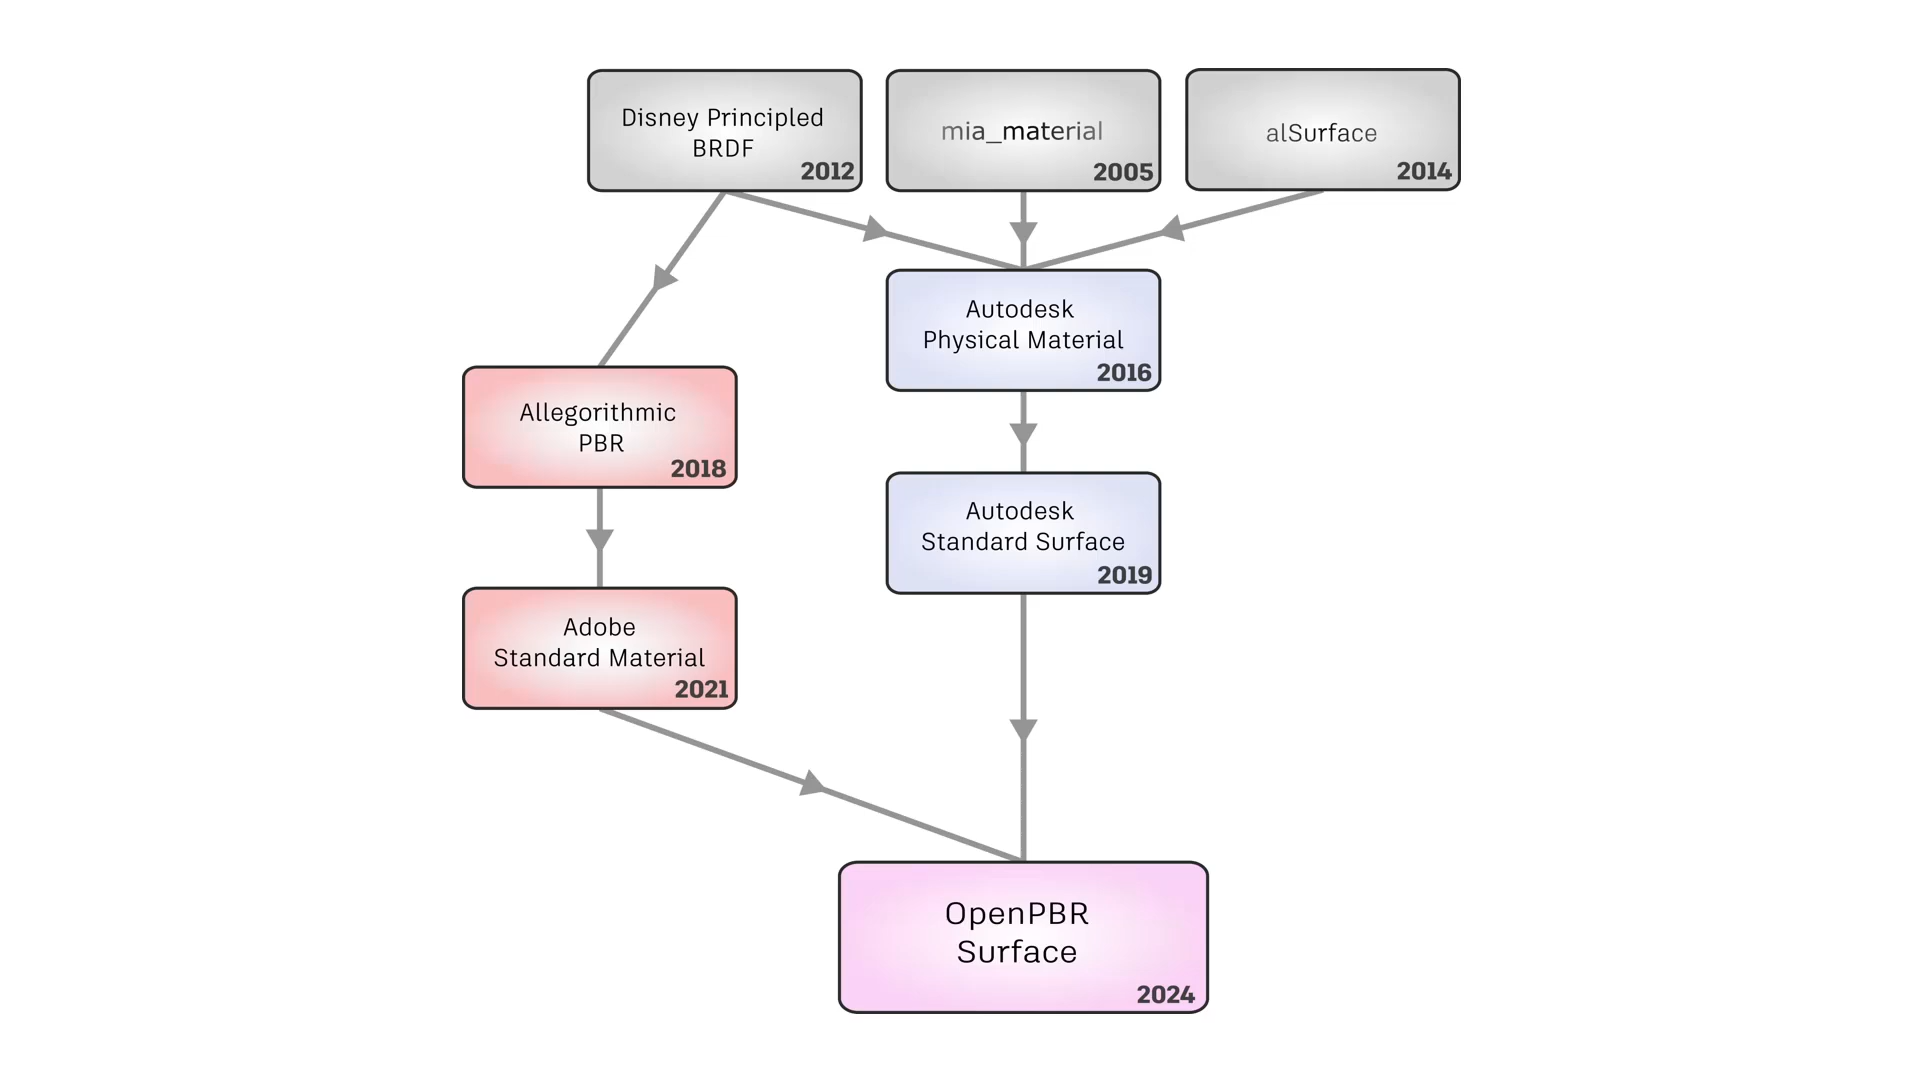 Disney Principled
BRDF
2012
mia_material
2005
alSurface
2014
Autodesk
Physical Material
2016
Allegorithmic
PBR
2018
Autodesk
Standard Surface
2019
Adobe
Standard Material
2021
OpenPBR
Surface
2024